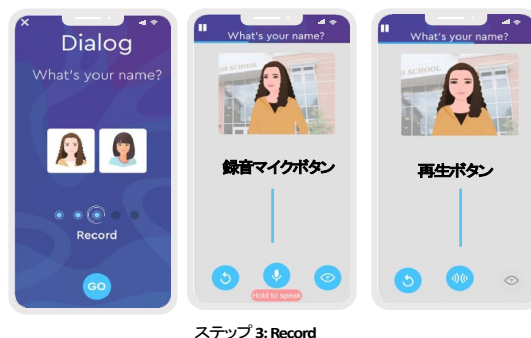 Dialog
What's your name?
Record
GO
What's your name?
SCHOOL
録音マイクボタン
Hold to speak
What's your name?
SCHOOL
再生ボタン
ステップ 3: Record